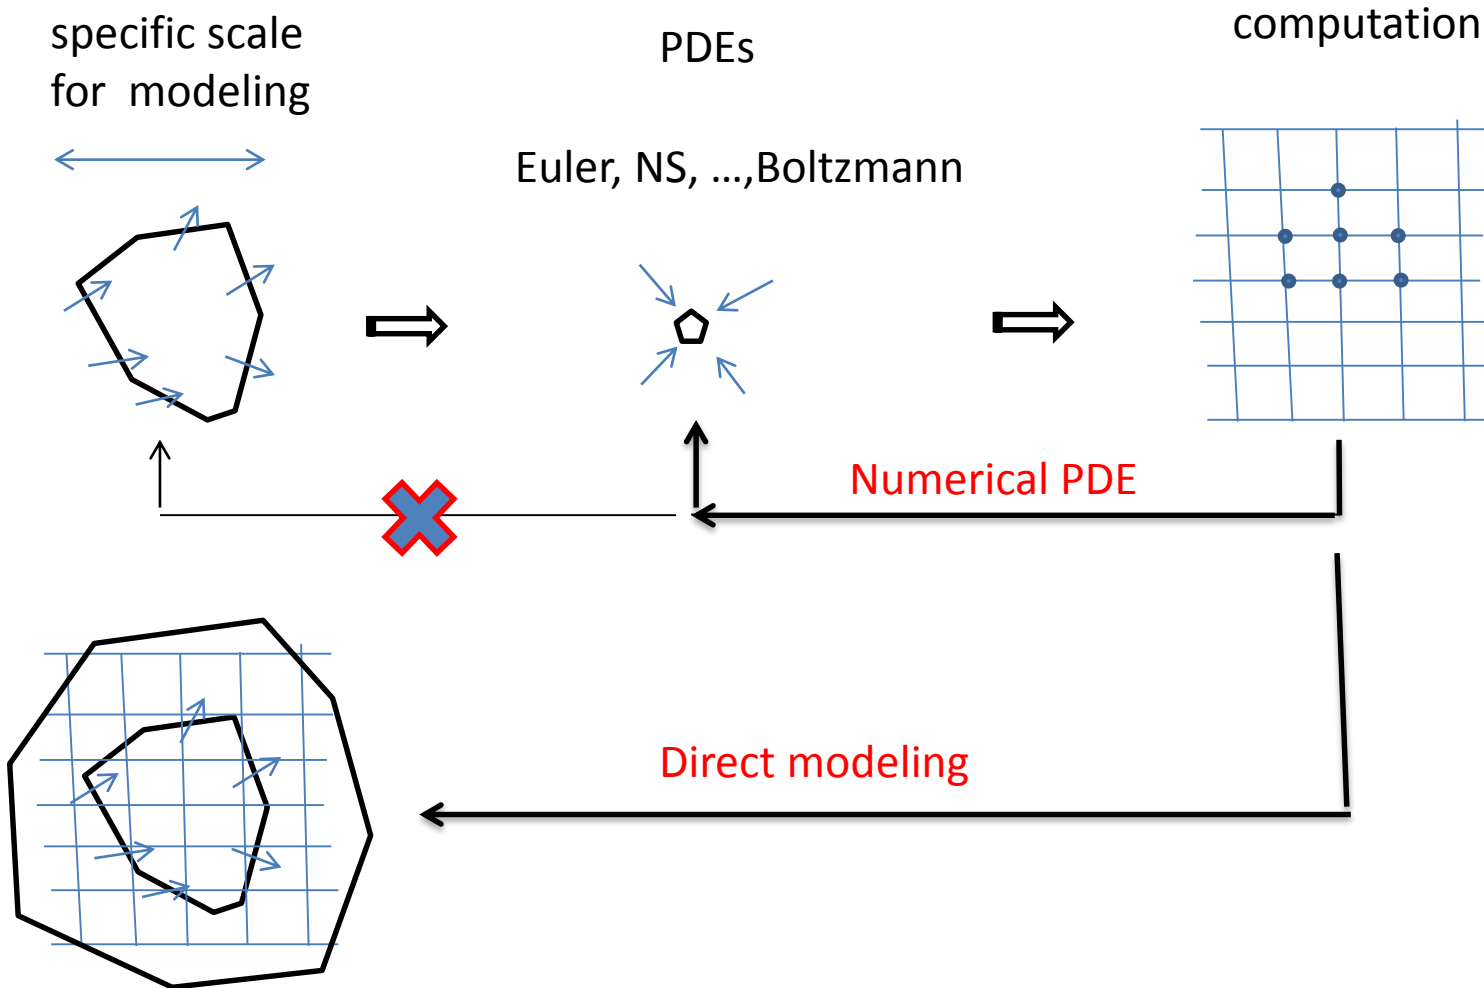 specific scale
for modeling
PDEs
computation
Euler, NS, ...,Boltzmann
Numerical PDE
Direct modeling